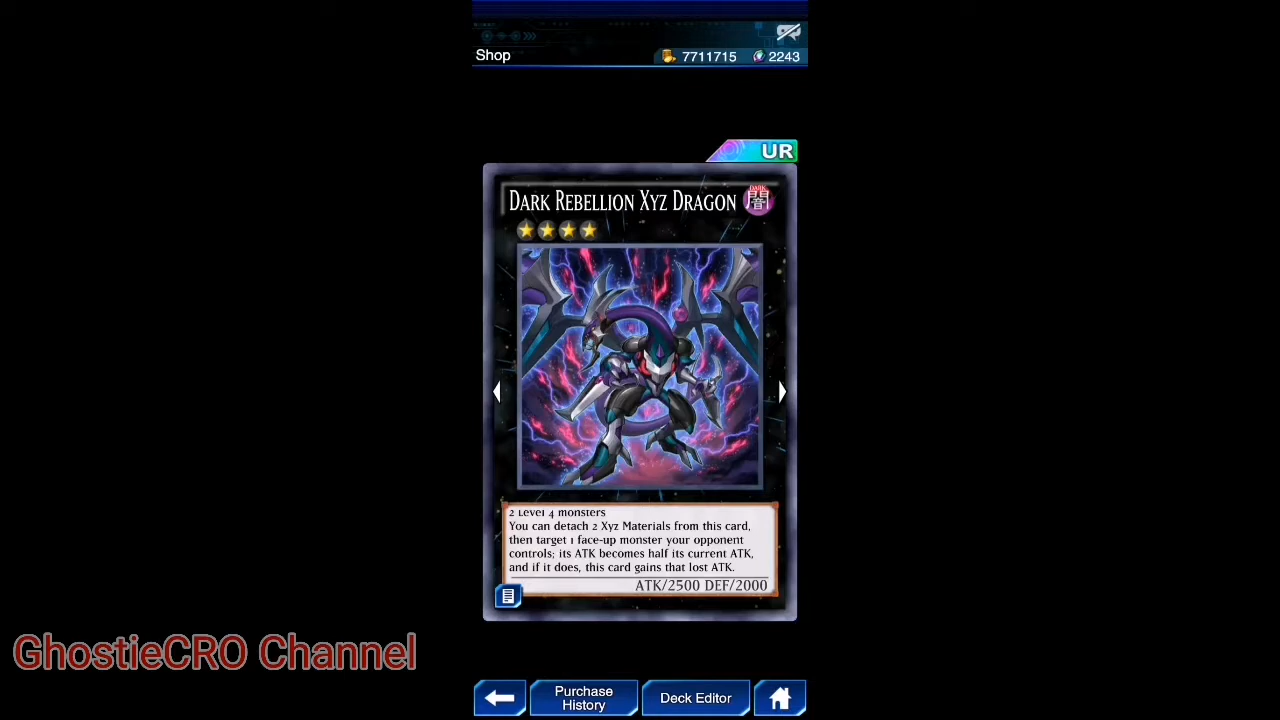 Shop
7711715
2243
UR
DARK REBELLION XYZ DRAGON
DARK
闇
2 Level 4 monsters
You can detach 2 Xyz Materials from this card,
then target 1 face-up monster your opponent
controls; its ATK becomes half its current ATK,
and if it does, this card gains that lost ATK.
ATK/2500 DEF/2000
GhostieCRO Channel
Purchase
History
Deck Editor